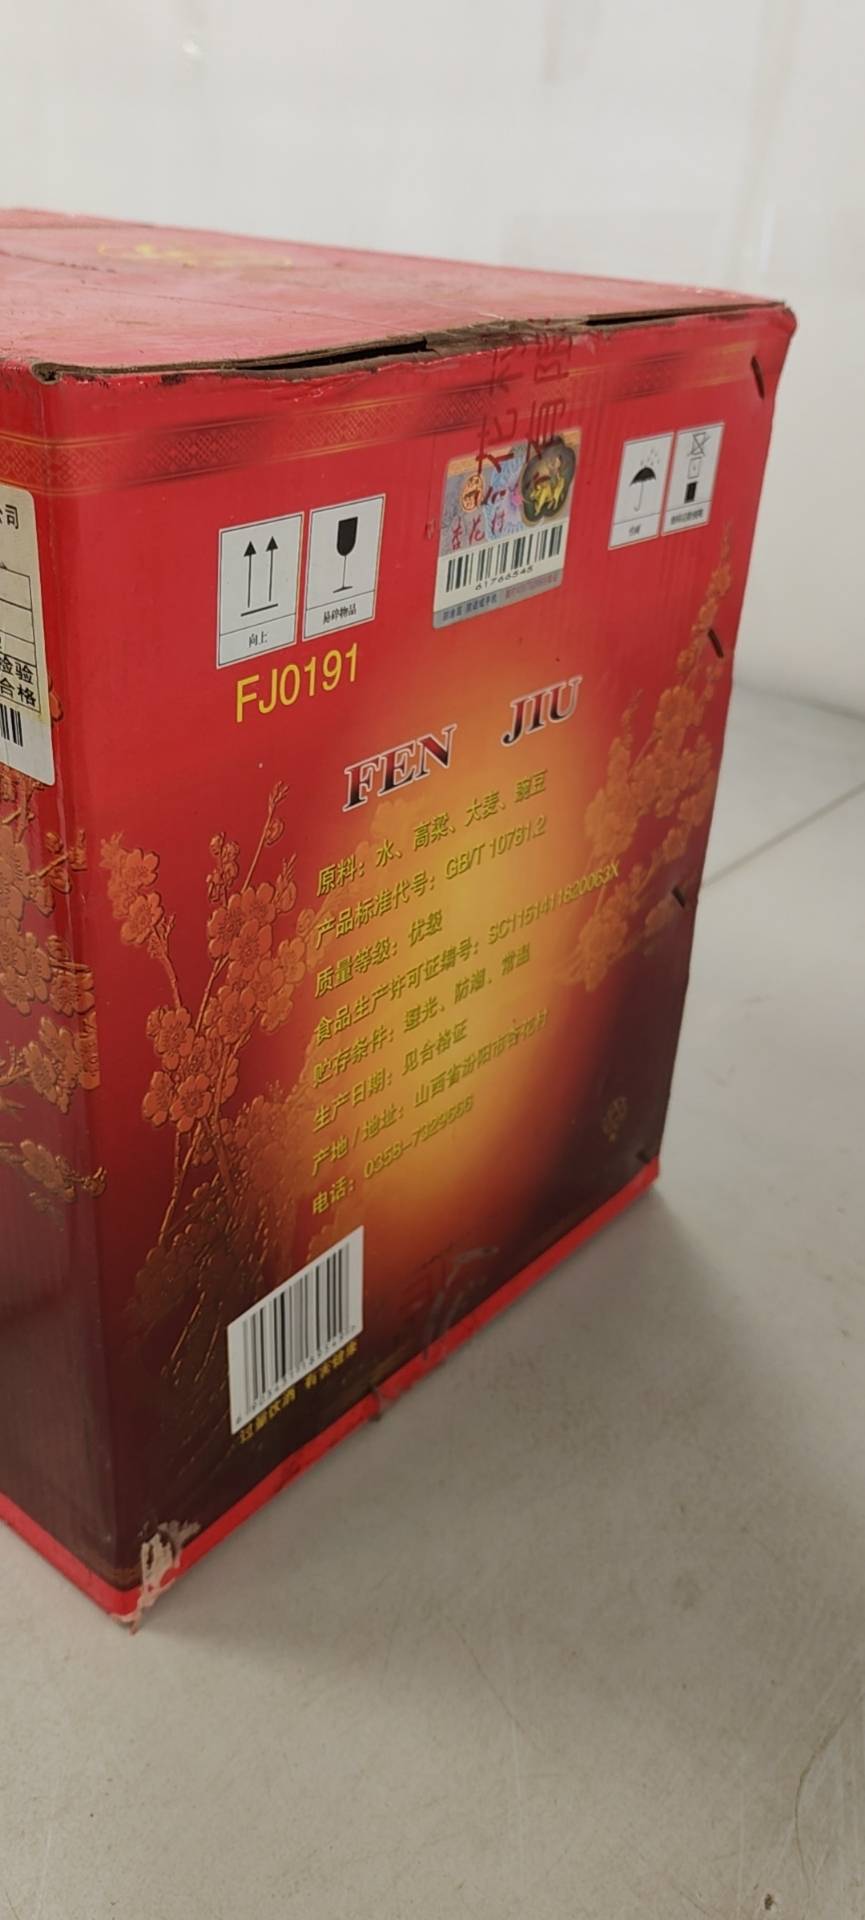 公司
检验
合格
向上
易碎物品
杏花村
61766545
FJ0191
FEN JIU
原料：水、高粱、大麦、豌豆
产品标准代号：GB/T 10781.2
质量等级：优级
食品生产许可证编号：SC11514116200 63X
贮存条件：避光、防潮、常温
生产日期：见合格证
产地/地址：山西省汾阳市杏花村
电话：0358-7329666
过量饮酒 有害健康